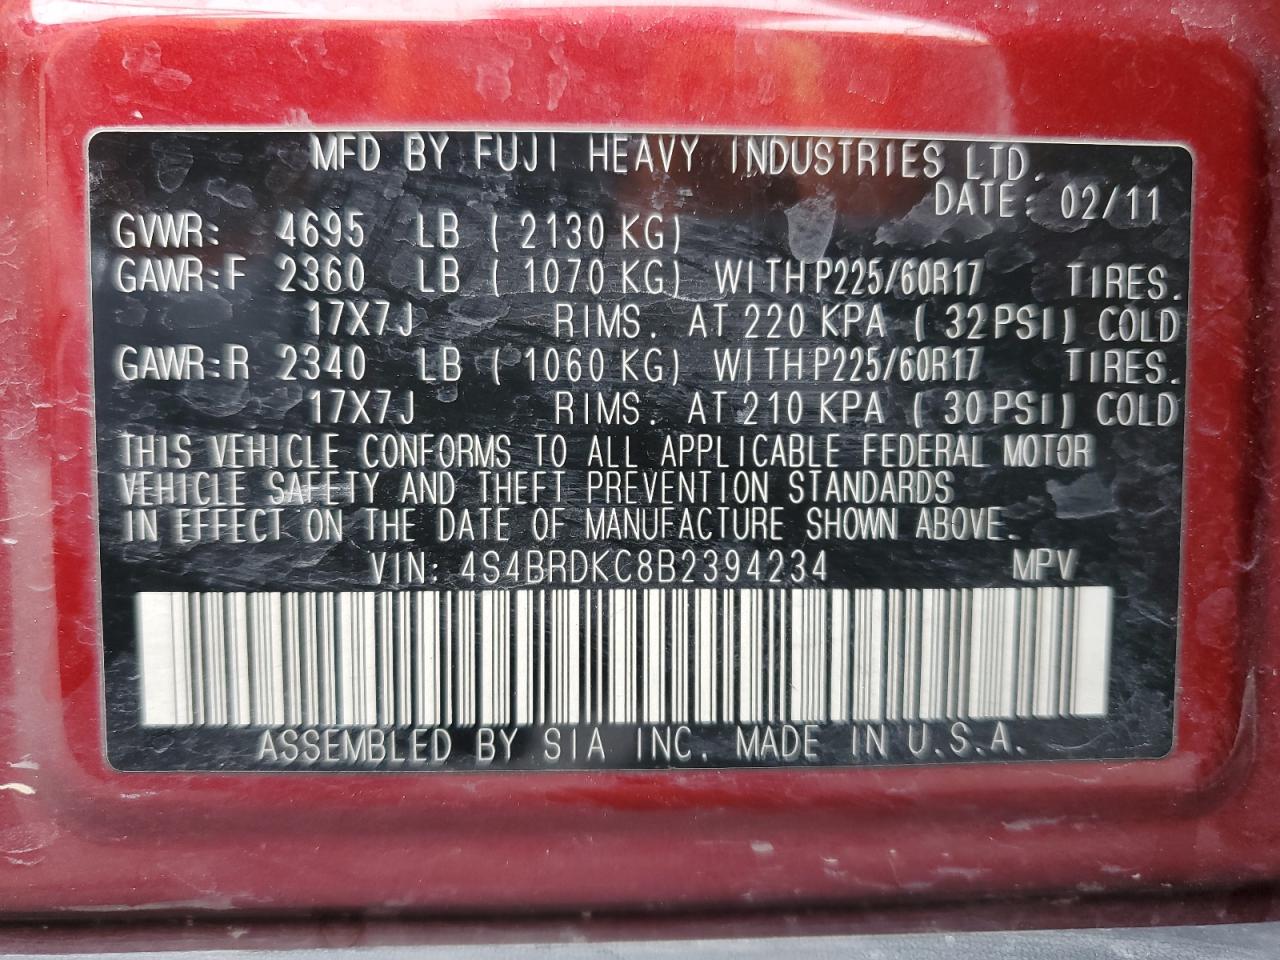 MFD BY FUJI HEAVY INDUSTRIES LTD.
DATE: 02/11
GVWR: 4695 LB (2130 KG)
GAWR:F 2360 LB (1070 KG) WITH P225/60R17 TIRES.
17X7J RIMS. AT 220 KPA (32PSI) COLD
GAWR:R 2340 LB (1060 KG) WITH P225/60R17 TIRES.
17X7J RIMS. AT 210 KPA (30PSI) COLD
THIS VEHICLE CONFORMS TO ALL APPLICABLE FEDERAL MOTOR
VEHICLE SAFETY AND THEFT PREVENTION STANDARDS
IN EFFECT ON THE DATE OF MANUFACTURE SHOWN ABOVE.
VIN: 4S4BRDKC8B2394234 MPV
ASSEMBLED BY SIA INC. MADE IN U.S.A.